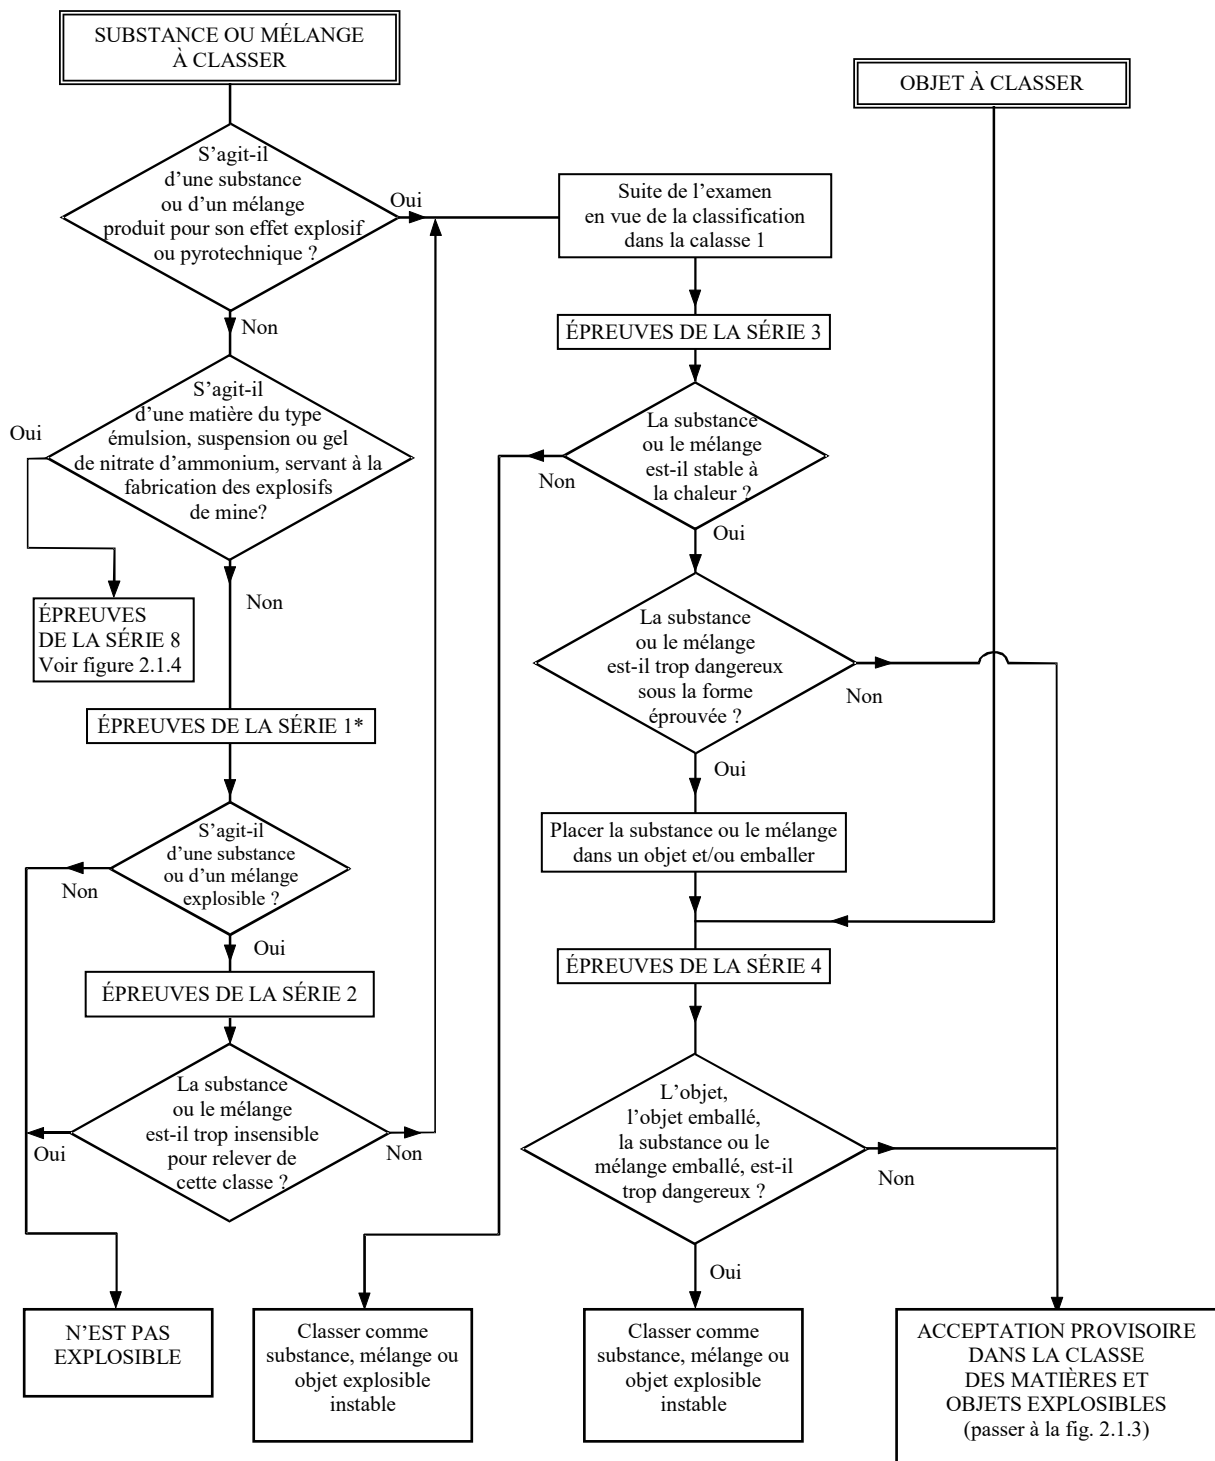 SUBSTANCE OU MÉLANGE
À CLASSER
OBJET À CLASSER
S’agit-il
d’une substance
ou d’un mélange
produit pour son effet explosif
ou pyrotechnique ?
Oui
Suite de l’examen
en vue de la classification
dans la calasse 1
Non
ÉPREUVES DE LA SÉRIE 3
S’agit-il
d’une matière du type
émulsion, suspension ou gel
de nitrate d’ammonium, servant à la
fabrication des explosifs
de mine?
Oui
La substance
ou le mélange
est-il stable à
la chaleur ?
Non
Oui
ÉPREUVES
DE LA SÉRIE 8
Voir figure 2.1.4
Non
La substance
ou le mélange
est-il trop dangereux
sous la forme
éprouvée ?
Non
Oui
ÉPREUVES DE LA SÉRIE 1*
Placer la substance ou le mélange
dans un objet et/ou emballer
S’agit-il
d’une substance
ou d’un mélange
explosible ?
Non
Oui
ÉPREUVES DE LA SÉRIE 4
ÉPREUVES DE LA SÉRIE 2
La substance
ou le mélange
est-il trop insensible
pour relever de
cette classe ?
Oui
Non
L’objet,
l’objet emballé,
la substance ou le
mélange emballé, est-il
trop dangereux ?
Non
Oui
N’EST PAS
EXPLOSIBLE
Classer comme
substance, mélange ou
objet explosible
instable
Classer comme
substance, mélange ou
objet explosible
instable
ACCEPTATION PROVISOIRE
DANS LA CLASSE
DES MATIÈRES ET
OBJETS EXPLOSIBLES
(passer à la fig. 2.1.3)